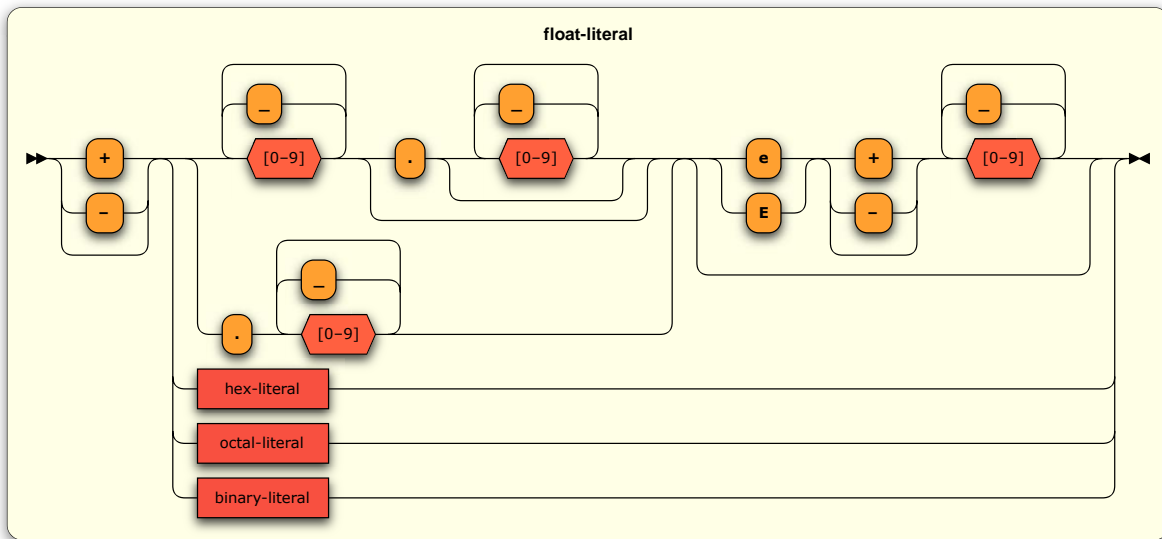 float-literal
_ _ _
+ [0-9] . [0-9] e + [0-9]
- E -
_
. [0-9]
hex-literal
octal-literal
binary-literal